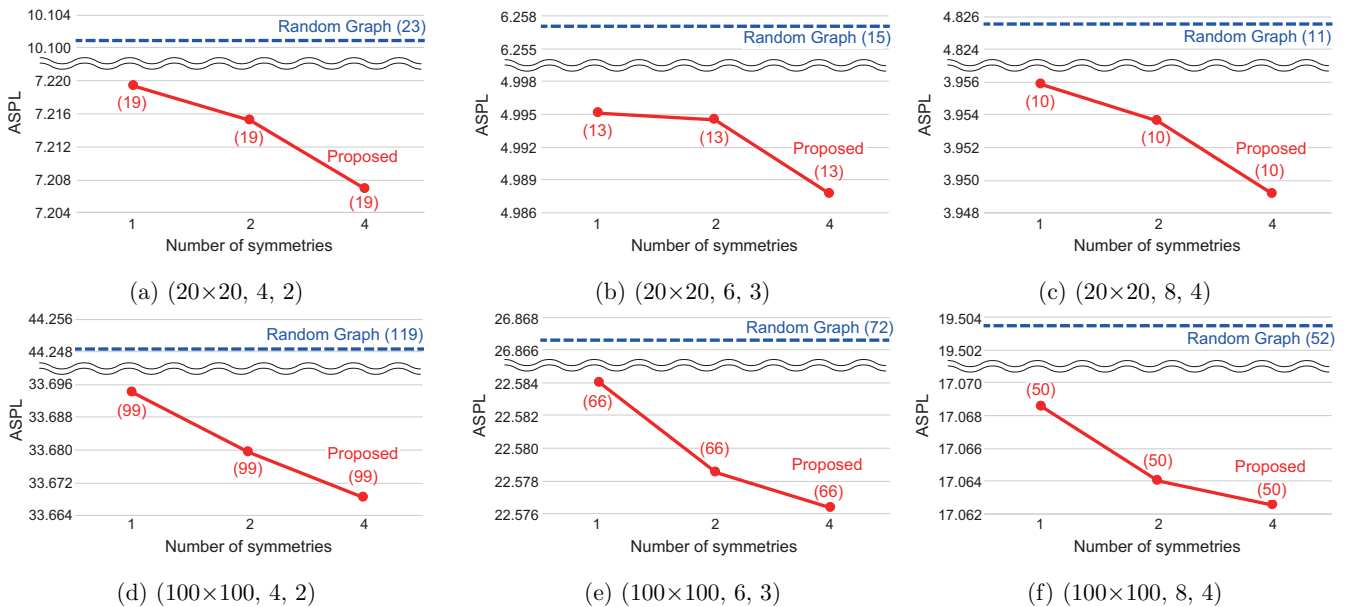 10.104
Random Graph (23)
10.100
7.220
(19)
7.216
(19)
7.212
Proposed
7.208
(19)
7.204
ASPL
1 2 4
Number of symmetries
(a) (20×20, 4, 2)
6.258
Random Graph (15)
6.255
4.998
4.995
(13)
(13)
4.992
Proposed
(13)
4.989
4.986
ASPL
1 2 4
Number of symmetries
(b) (20×20, 6, 3)
4.826
Random Graph (11)
4.824
3.956
(10)
3.954
(10)
3.952
Proposed
(10)
3.950
3.948
ASPL
1 2 4
Number of symmetries
(c) (20×20, 8, 4)
44.256
Random Graph (119)
44.248
33.696
(99)
33.688
33.680
(99)
Proposed
(99)
33.672
33.664
ASPL
1 2 4
Number of symmetries
(d) (100×100, 4, 2)
26.868
Random Graph (72)
26.866
22.584
(66)
22.582
22.580
(66)
Proposed
22.578
(66)
22.576
ASPL
1 2 4
Number of symmetries
(e) (100×100, 6, 3)
19.504
Random Graph (52)
19.502
17.070
(50)
17.068
17.066
(50)
Proposed
17.064
(50)
17.062
ASPL
1 2 4
Number of symmetries
(f) (100×100, 8, 4)